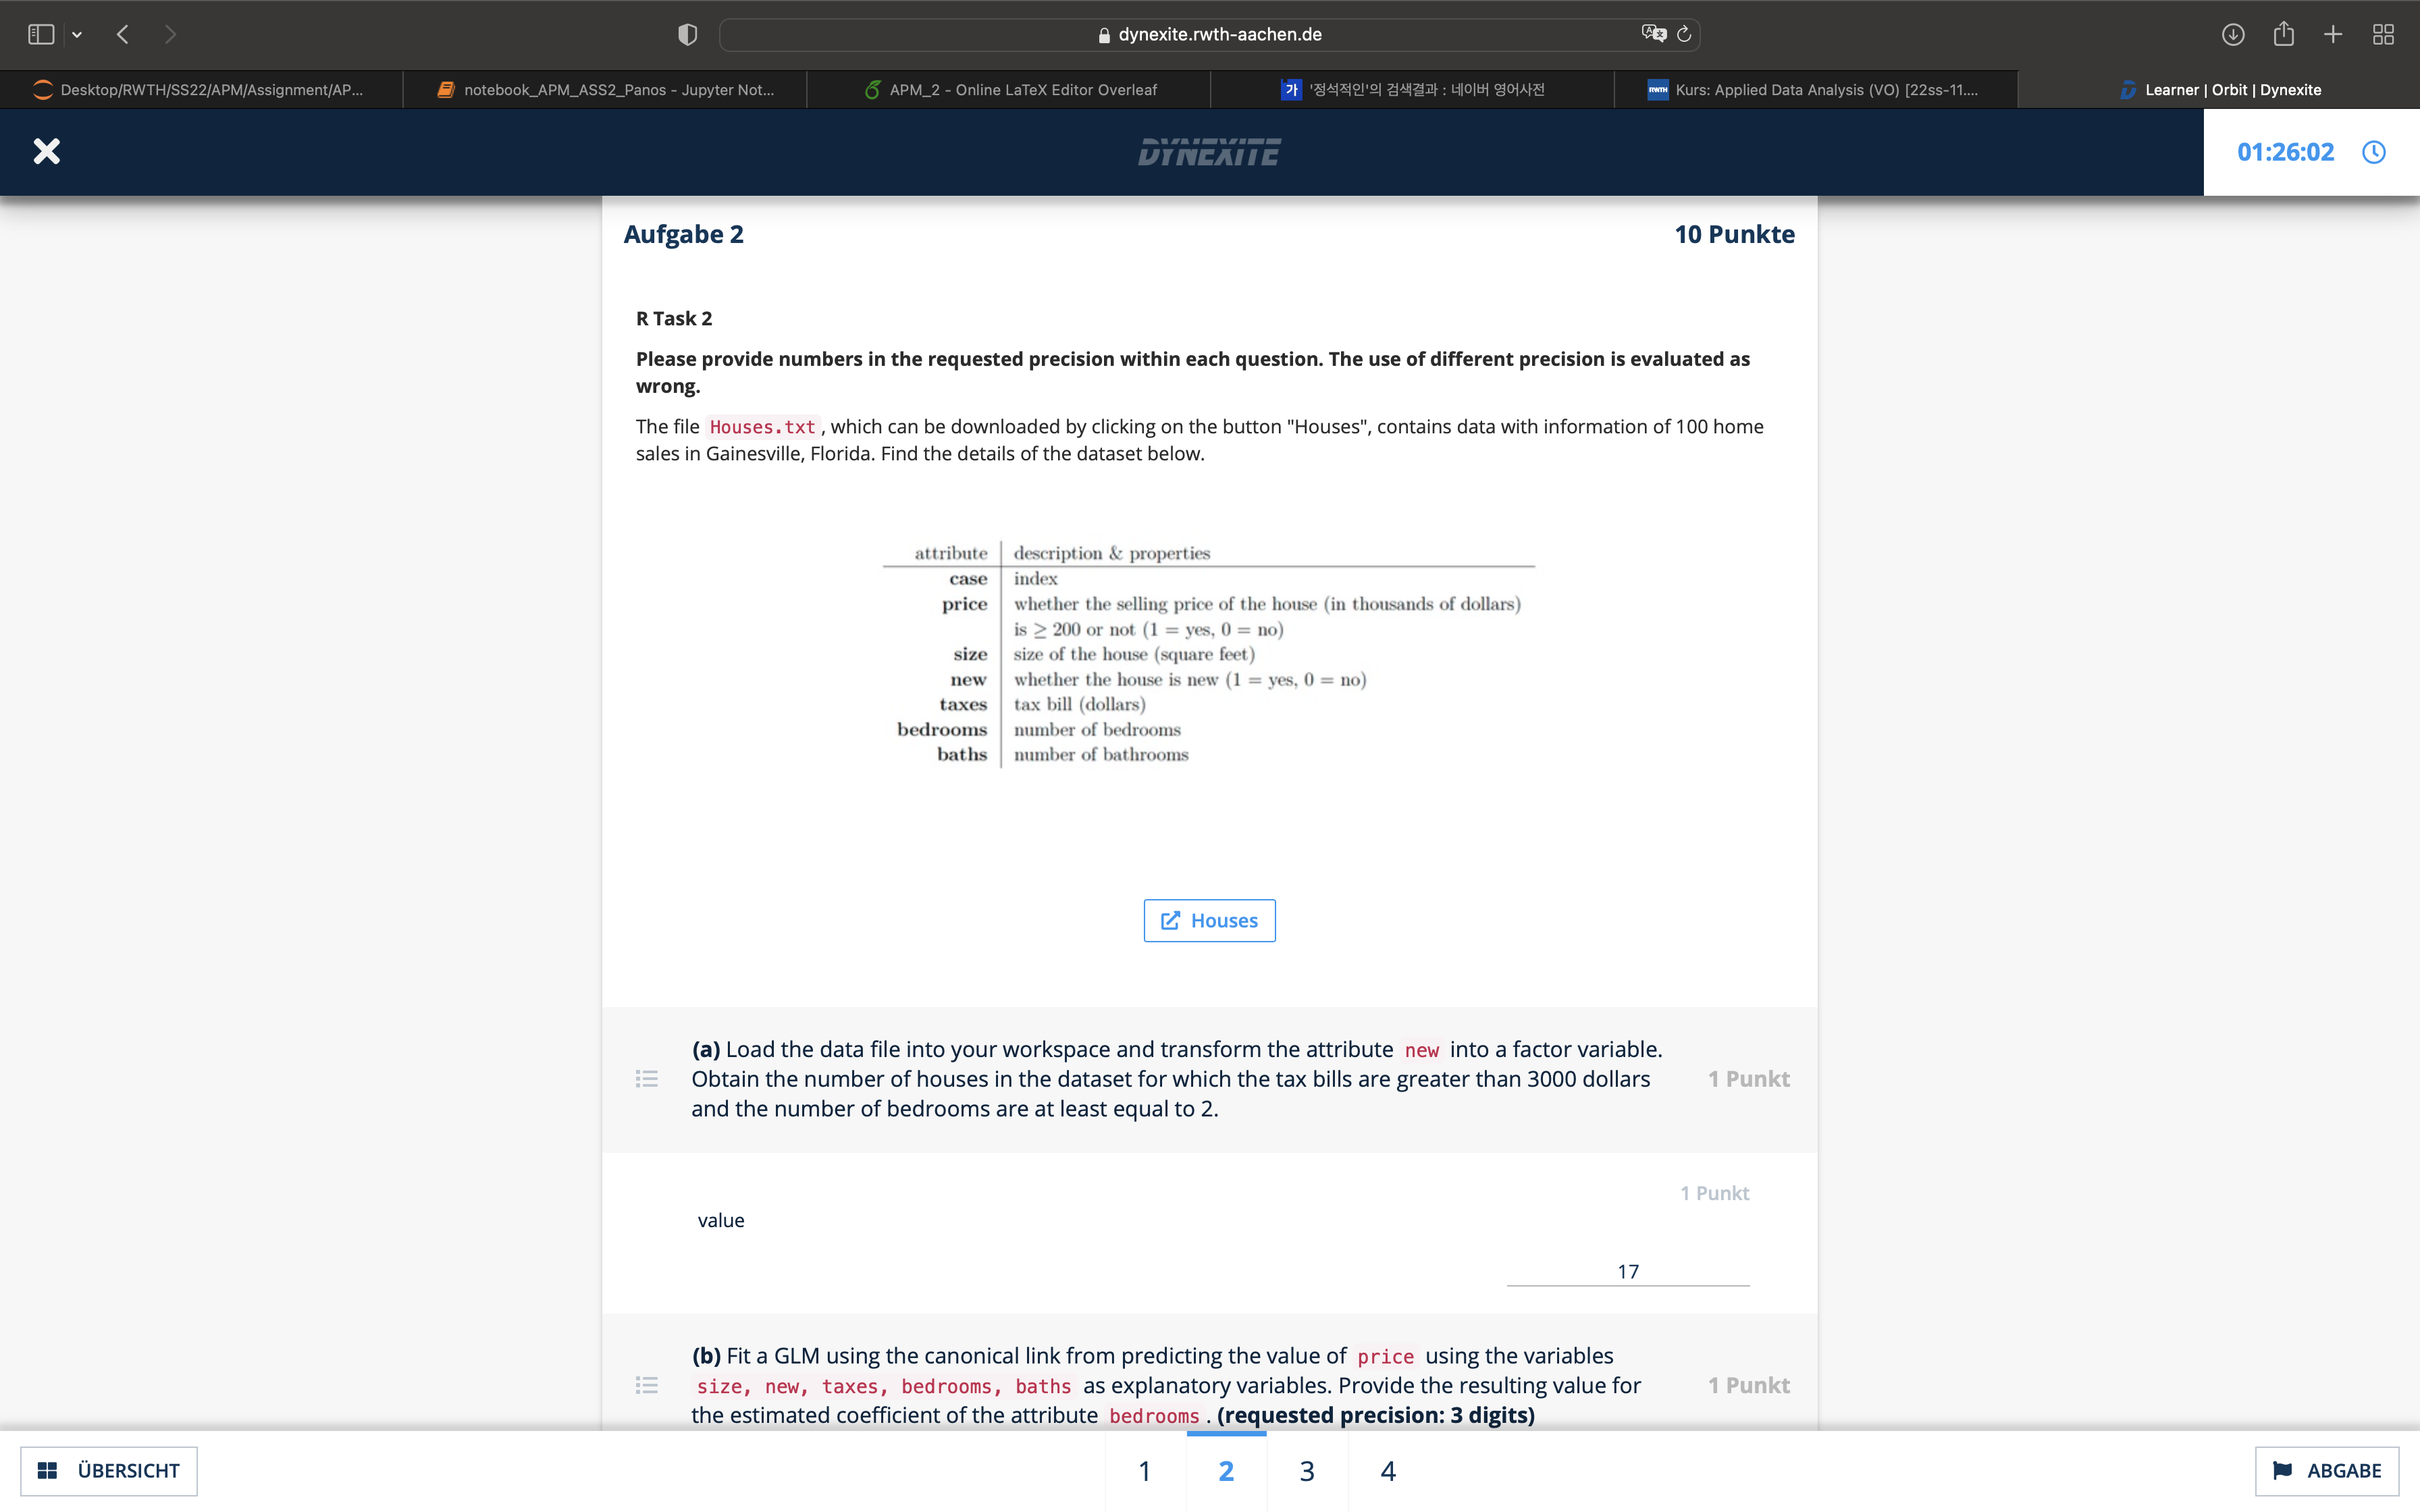 dynexite.rwth-aachen.de
Desktop/RWTH/SS22/APM/Assignment/AP...
notebook_APM_ASS2_Panos - Jupyter Not...
APM_2 - Online LaTeX Editor Overleaf
가 '정석적인'의 검색결과 : 네이버 영어사전
RWTH Kurs: Applied Data Analysis (VO) [22ss-11....
Learner | Orbit | Dynexite
DYNEXITE
01:26:02
Aufgabe 2
10 Punkte
R Task 2
Please provide numbers in the requested precision within each question. The use of different precision is evaluated as
wrong.
The file Houses.txt, which can be downloaded by clicking on the button "Houses", contains data with information of 100 home
sales in Gainesville, Florida. Find the details of the dataset below.
attribute description & properties
case index
price whether the selling price of the house (in thousands of dollars)
is ≥ 200 or not (1 = yes, 0 = no)
size size of the house (square feet)
new whether the house is new (1 = yes, 0 = no)
taxes tax bill (dollars)
bedrooms number of bedrooms
baths number of bathrooms
Houses
(a) Load the data file into your workspace and transform the attribute new into a factor variable.
Obtain the number of houses in the dataset for which the tax bills are greater than 3000 dollars
and the number of bedrooms are at least equal to 2.
1 Punkt
1 Punkt
value
17
(b) Fit a GLM using the canonical link from predicting the value of price using the variables
size, new, taxes, bedrooms, baths as explanatory variables. Provide the resulting value for
the estimated coefficient of the attribute bedrooms. (requested precision: 3 digits)
1 Punkt
ÜBERSICHT
1 2 3 4
ABGABE